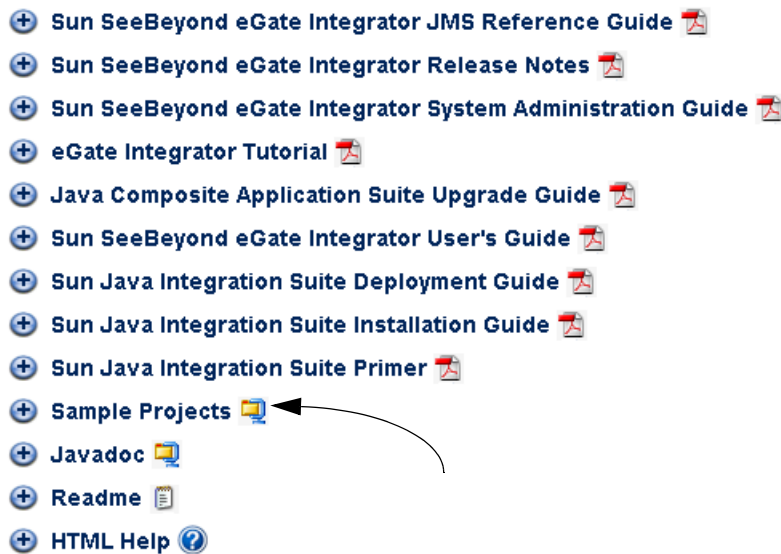 Sun SeeBeyond eGate Integrator JMS Reference Guide
Sun SeeBeyond eGate Integrator Release Notes
Sun SeeBeyond eGate Integrator System Administration Guide
eGate Integrator Tutorial
Java Composite Application Suite Upgrade Guide
Sun SeeBeyond eGate Integrator User's Guide
Sun Java Integration Suite Deployment Guide
Sun Java Integration Suite Installation Guide
Sun Java Integration Suite Primer
Sample Projects
Javadoc
Readme
HTML Help